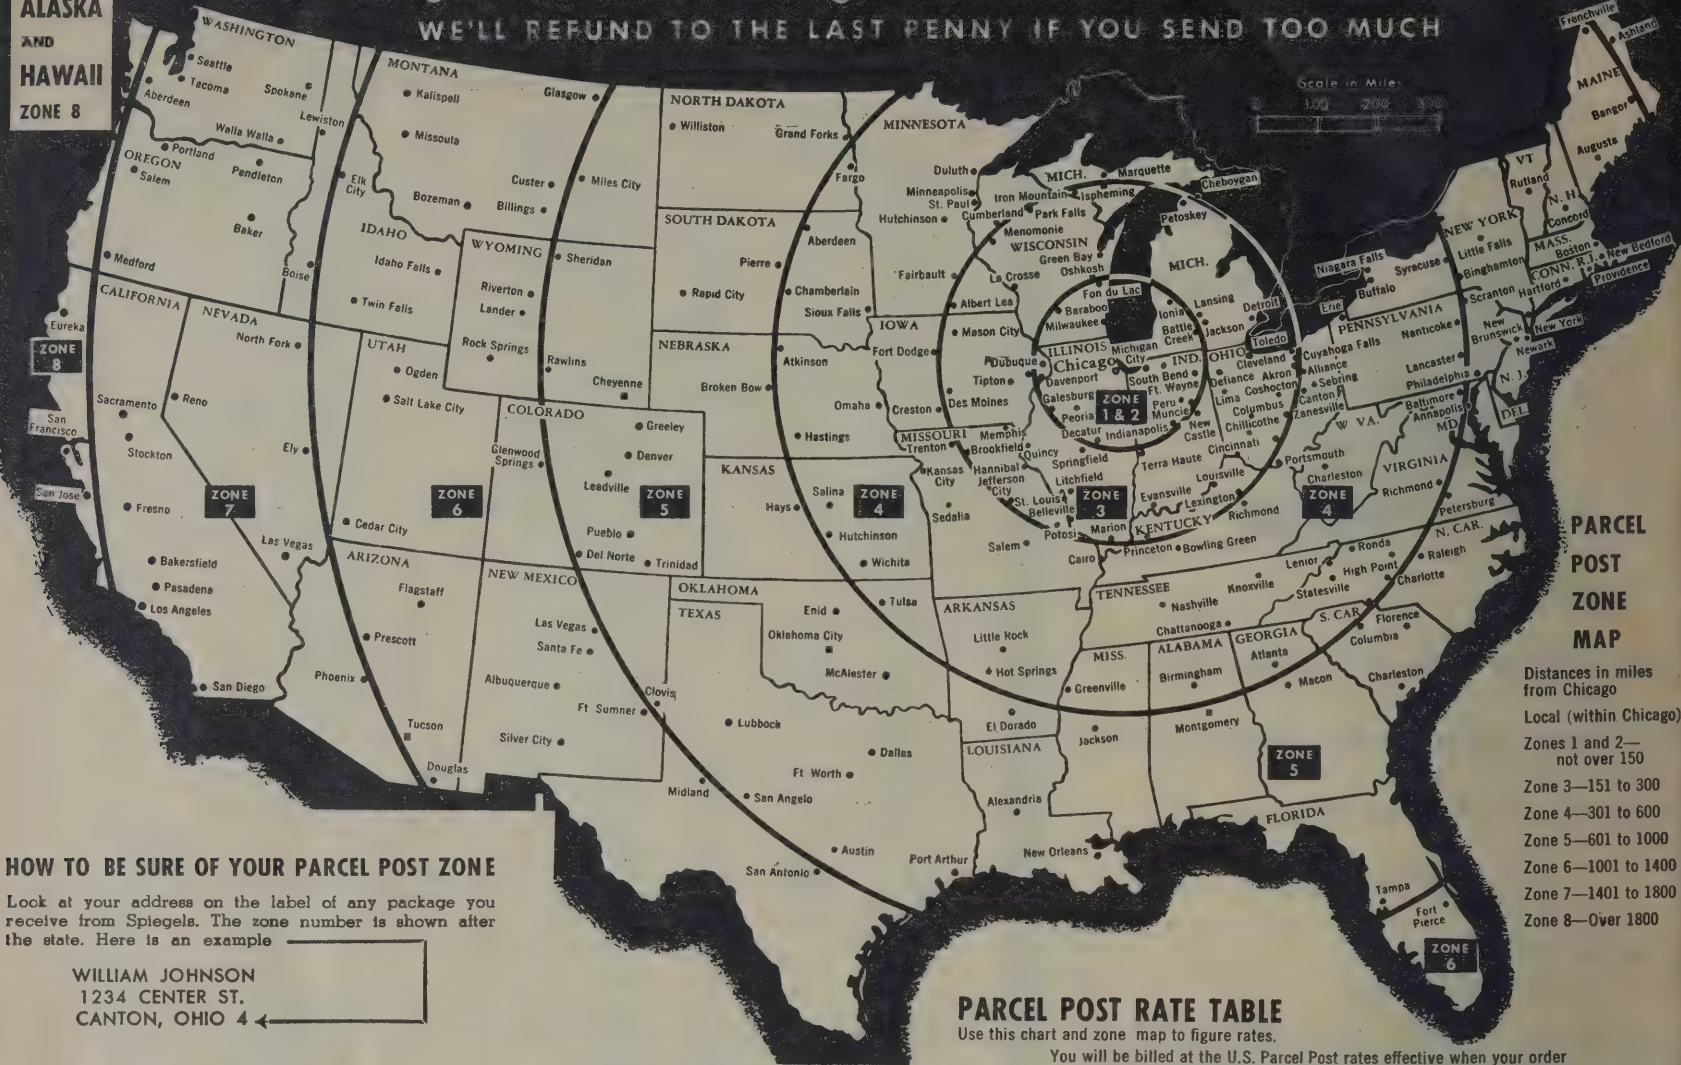 WE'LL REFUND TO THE LAST PENNY IF YOU SEND TOO MUCH
ALASKA
AND
HAWAII
ZONE 8
Scale in Miles
0 100 200 300
WASHINGTON
Seattle
Tacoma
Aberdeen
Spokane
Walla Walla
OREGON
Portland
Salem
Pendleton
Baker
Medford
Lewiston
Elk
City
IDAHO
Boise
Idaho Falls
Twin Falls
MONTANA
Kalispell
Missoula
Glasgow
Custer
Miles City
Bozeman
Billings
WYOMING
Sheridan
Riverton
Lander
Rock Springs
Rawlins
Cheyenne
CALIFORNIA
Eureka
ZONE
8
Sacramento
San
Francisco
Stockton
San Jose
Fresno
Bakersfield
Pasadena
Los Angeles
San Diego
NEVADA
North Fork
Reno
Ely
ZONE
7
Las Vegas
UTAH
Ogden
Salt Lake City
ZONE
6
Cedar City
COLORADO
Greeley
Glenwood
Springs
Denver
Leadville
ZONE
5
Pueblo
Del Norte
Trinidad
ARIZONA
Flagstaff
Prescott
Phoenix
Tucson
Douglas
NEW MEXICO
Las Vegas
Santa Fe
Albuquerque
Clovis
Ft Sumner
Silver City
NORTH DAKOTA
Williston
Grand Forks
Fargo
SOUTH DAKOTA
Aberdeen
Pierre
Rapid City
Chamberlain
Sioux Falls
NEBRASKA
Atkinson
Broken Bow
Omaha
Hastings
KANSAS
Salina
Hays
ZONE
4
Hutchinson
Wichita
OKLAHOMA
Enid
Tulsa
Oklahoma City
McAlester
TEXAS
Lubbock
Dallas
Ft Worth
Midland
San Angelo
Austin
San Antonio
Port Arthur
MINNESOTA
Duluth
Minneapolis
St. Paul
Hutchinson
Fairbault
Albert Lea
IOWA
Mason City
Fort Dodge
Dubuque
Tipton
Davenport
Creston
Des Moines
MISSOURI
Trenton
Memphis
Brookfield
Kansas
City
Hannibal
Jefferson
City
St. Louis
Sedalia
Salem
Potosi
ARKANSAS
Little Rock
Hot Springs
El Dorado
LOUISIANA
Alexandria
New Orleans
MICH.
Marquette
Iron Mountain
Ispheming
Cheboygan
Petoskey
Cumberland
Park Falls
Menomonie
WISCONSIN
Green Bay
Oshkosh
La Crosse
Fon du Lac
Baraboo
Milwaukee
MICH.
Lansing
Ionia
Detroit
Battle
Creek
Jackson
ILLINOIS
Michigan
City
Chicago
Galesburg
Peoria
ZONE
1 & 2
Decatur
Quincy
Springfield
Litchfield
Belleville
ZONE
3
Marion
Cairo
IND.
South Bend
Ft. Wayne
Peru
Muncie
Indianapolis
New
Castle
Terra Haute
Evansville
OHIO
Toledo
Cleveland
Defiance
Akron
Lima
Coshocton
Columbus
Canton
Zanesville
Chillicothe
Cincinnati
Cuyahoga Falls
Alliance
Sebring
Portsmouth
KENTUCKY
Louisville
Lexington
Richmond
Princeton
Bowling Green
TENNESSEE
Nashville
Knoxville
Chattanooga
MISS.
Greenville
Jackson
ALABAMA
Birmingham
Montgomery
GEORGIA
Atlanta
Macon
ZONE
5
S. CAR.
Florence
Columbia
Charleston
N. CAR.
Ronda
Lenior
High Point
Raleigh
Statesville
Charlotte
W VA.
Charleston
ZONE
4
VIRGINIA
Richmond
Petersburg
MD.
Baltimore
Annapolis
DEL.
PENNSYLVANIA
Erie
Nanticoke
Scranton
Lancaster
Philadelphia
N. J.
New
Brunswick
Newark
NEW YORK
Niagara Falls
Buffalo
Syracuse
Little Falls
Binghamton
New York
VT
Rutland
N. H.
Concord
MASS.
Boston
New Bedford
CONN.
R.I.
Hartford
Providence
MAINE
Frenchville
Ashland
Bangor
Augusta
FLORIDA
Tampa
Fort
Pierce
ZONE
6
PARCEL
POST
ZONE
MAP
Distances in miles
from Chicago
Local (within Chicago)
Zones 1 and 2—
not over 150
Zone 3—151 to 300
Zone 4—301 to 600
Zone 5—601 to 1000
Zone 6—1001 to 1400
Zone 7—1401 to 1800
Zone 8—Over 1800
HOW TO BE SURE OF YOUR PARCEL POST ZONE
Look at your address on the label of any package you
receive from Spiegels. The zone number is shown after
the state. Here is an example
WILLIAM JOHNSON
1234 CENTER ST.
CANTON, OHIO 4
PARCEL POST RATE TABLE
Use this chart and zone map to figure rates.
You will be billed at the U.S. Parcel Post rates effective when your order